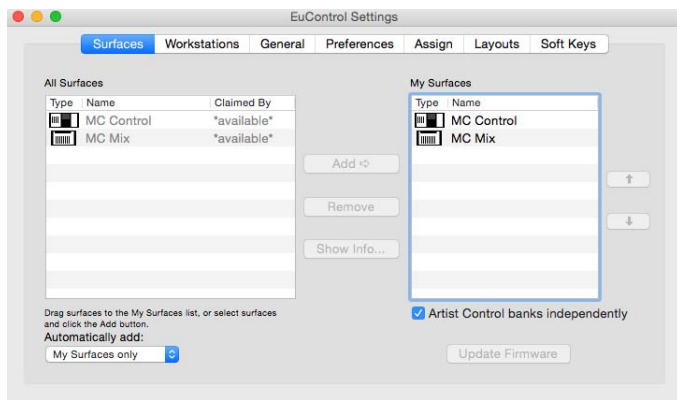 EuControl Settings
Surfaces Workstations General Preferences Assign Layouts Soft Keys
All Surfaces
Type Name Claimed By
MC Control *available*
MC Mix *available*
My Surfaces
Type Name
MC Control
MC Mix
Add
Remove
Show Info...
Drag surfaces to the My Surfaces list, or select surfaces
and click the Add button.
Automatically add:
My Surfaces only
Artist Control banks independently
Update Firmware